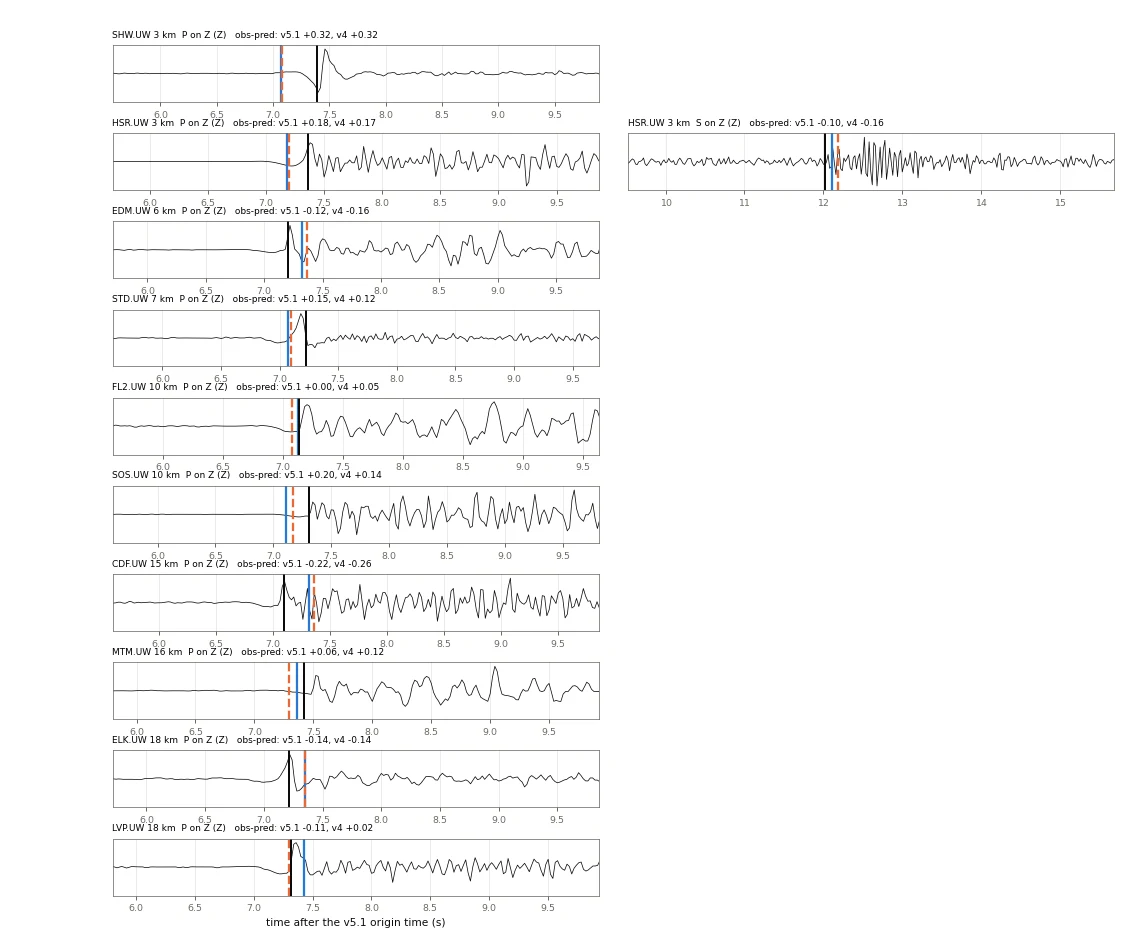 SHW.UW 3 km P on Z (Z) obs-pred: v5.1 +0.32, v4 +0.32
6.0 6.5 7.0 7.5 8.0 8.5 9.0 9.5
HSR.UW 3 km P on Z (Z) obs-pred: v5.1 +0.18, v4 +0.17
6.0 6.5 7.0 7.5 8.0 8.5 9.0 9.5
HSR.UW 3 km S on Z (Z) obs-pred: v5.1 -0.10, v4 -0.16
10 11 12 13 14 15
EDM.UW 6 km P on Z (Z) obs-pred: v5.1 -0.12, v4 -0.16
6.0 6.5 7.0 7.5 8.0 8.5 9.0 9.5
STD.UW 7 km P on Z (Z) obs-pred: v5.1 +0.15, v4 +0.12
6.0 6.5 7.0 7.5 8.0 8.5 9.0 9.5
FL2.UW 10 km P on Z (Z) obs-pred: v5.1 +0.00, v4 +0.05
6.0 6.5 7.0 7.5 8.0 8.5 9.0 9.5
SOS.UW 10 km P on Z (Z) obs-pred: v5.1 +0.20, v4 +0.14
6.0 6.5 7.0 7.5 8.0 8.5 9.0 9.5
CDF.UW 15 km P on Z (Z) obs-pred: v5.1 -0.22, v4 -0.26
6.0 6.5 7.0 7.5 8.0 8.5 9.0 9.5
MTM.UW 16 km P on Z (Z) obs-pred: v5.1 +0.06, v4 +0.12
6.0 6.5 7.0 7.5 8.0 8.5 9.0 9.5
ELK.UW 18 km P on Z (Z) obs-pred: v5.1 -0.14, v4 -0.14
6.0 6.5 7.0 7.5 8.0 8.5 9.0 9.5
LVP.UW 18 km P on Z (Z) obs-pred: v5.1 -0.11, v4 +0.02
6.0 6.5 7.0 7.5 8.0 8.5 9.0 9.5
time after the v5.1 origin time (s)